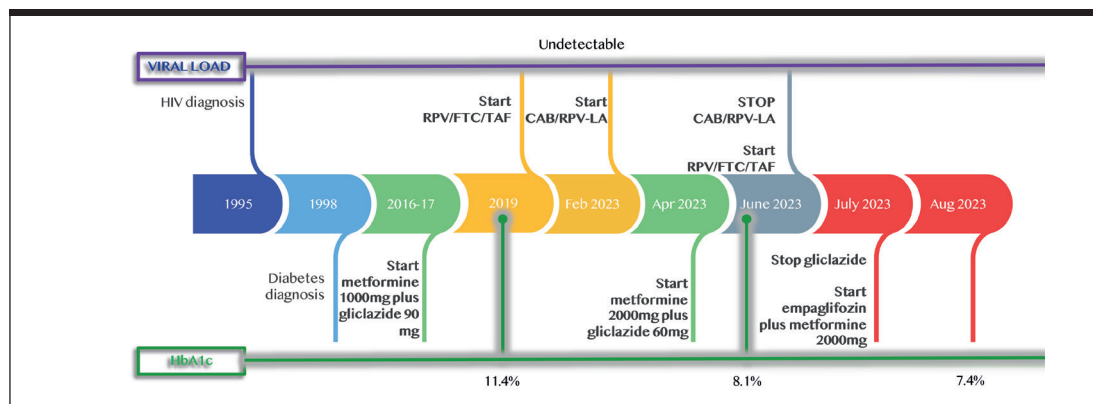 Undetectable
VIRAL LOAD
HIV diagnosis
Start
RPV/FTC/TAF
Start
CAB/RPV-LA
STOP
CAB/RPV-LA
Start
RPV/FTC/TAF
1995
1998
2016-17
2019
Feb 2023
Apr 2023
June 2023
July 2023
Aug 2023
Diabetes
diagnosis
Start
metformine
1000mg plus
gliclazide 90
mg
Start
metformine
2000mg plus
gliclazide 60mg
Stop gliclazide
Start
empaglifozin
plus metformine
2000mg
HbA1c
11.4%
8.1%
7.4%